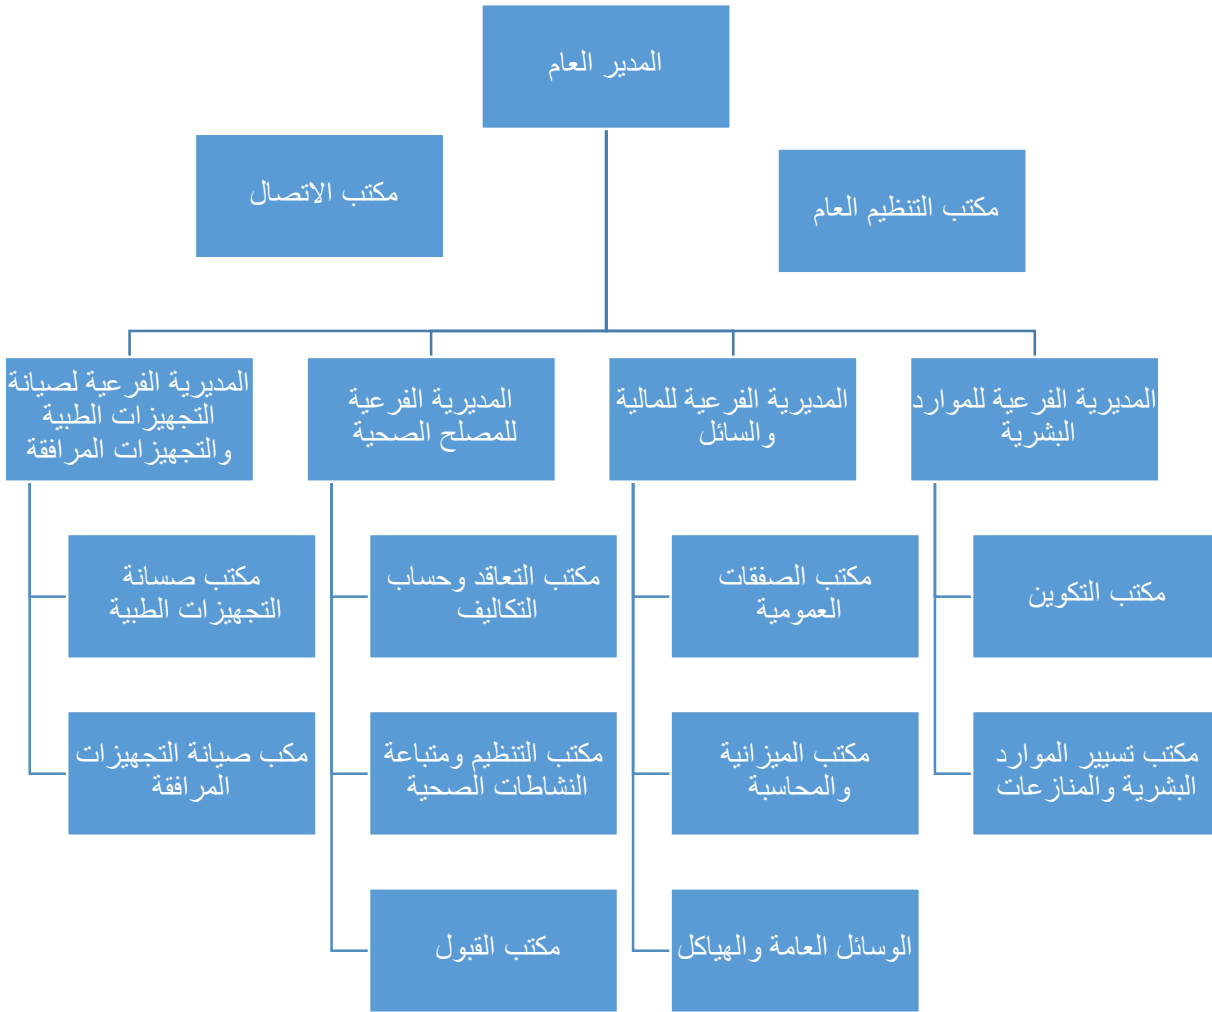 المدير العام
مكتب التنظيم العام
مكتب الاتصال
المديرية الفرعية للموارد
البشرية
المديرية الفرعية للمالية
والسائل
المديرية الفرعية
للمصلح الصحية
المديرية الفرعية لصيانة
التجهيزات الطبية
والتجهيزات المرافقة
مكتب التكوين
مكتب الصفقات
العمومية
مكتب التعاقد وحساب
التكاليف
مكتب صسانة
التجهيزات الطبية
مكتب تسيير الموارد
البشرية والمنازعات
مكتب الميزانية
والمحاسبة
مكتب التنظيم ومتباعة
النشاطات الصحية
مكب صيانة التجهيزات
المرافقة
الوسائل العامة والهياكل
مكتب القبول